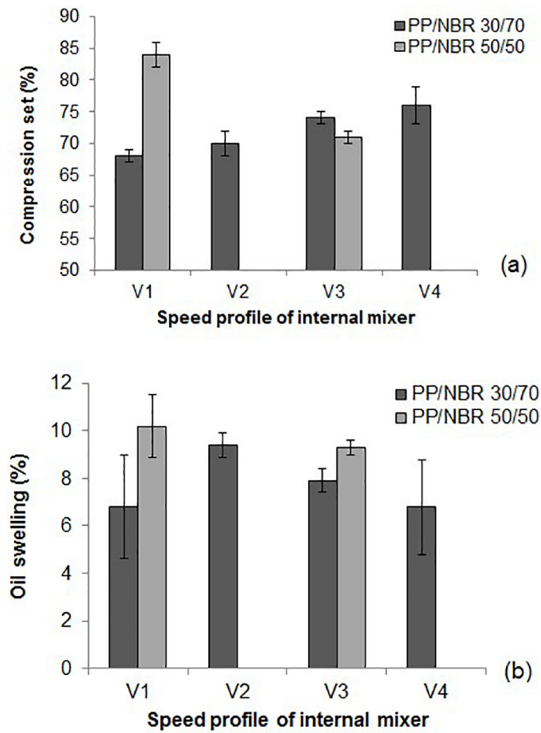 90
85
80
75
70
65
60
55
50
Compression set (%)
PP/NBR 30/70
PP/NBR 50/50
V1 V2 V3 V4
Speed profile of internal mixer
(a)
12
10
8
6
4
2
0
Oil swelling (%)
PP/NBR 30/70
PP/NBR 50/50
V1 V2 V3 V4
Speed profile of internal mixer
(b)